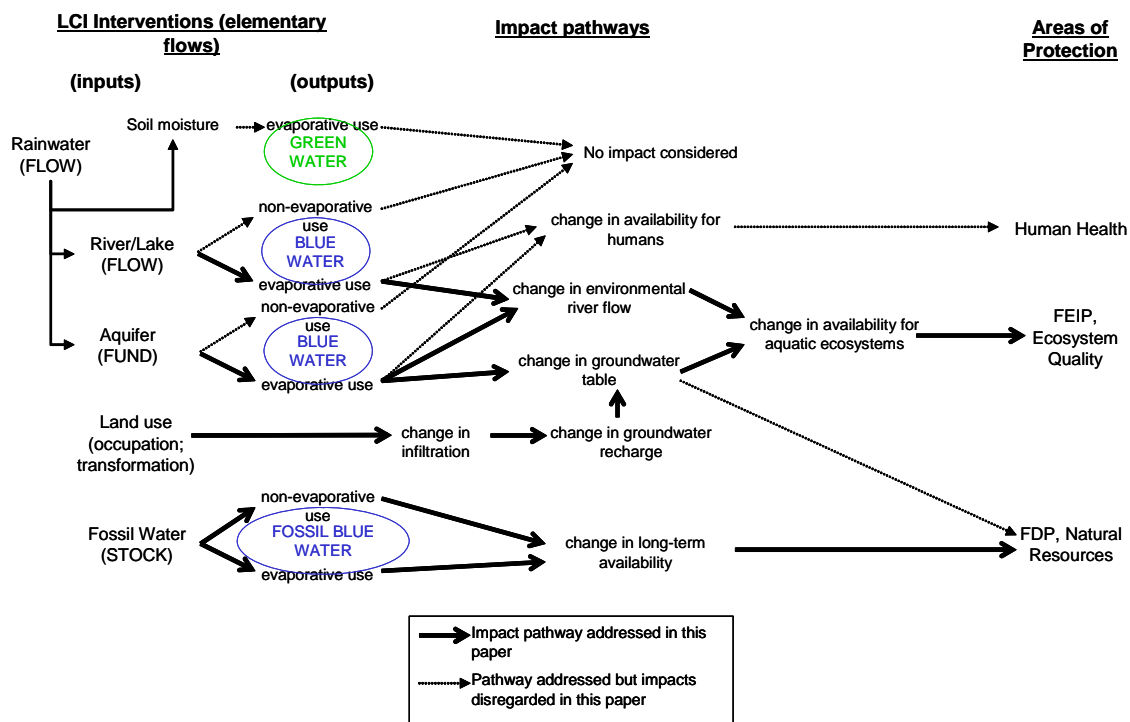 LCI Interventions (elementary
flows)
Impact pathways
Areas of
Protection
(inputs)
(outputs)
Rainwater
(FLOW)
Soil moisture
evaporative use
GREEN
WATER
No impact considered
River/Lake
(FLOW)
non-evaporative
use
BLUE
WATER
evaporative use
change in availability for
humans
Human Health
Aquifer
(FUND)
non-evaporative
use
BLUE
WATER
evaporative use
change in environmental
river flow
change in groundwater
table
change in availability for
aquatic ecosystems
FEIP,
Ecosystem
Quality
Land use
(occupation;
transformation)
change in
infiltration
change in groundwater
recharge
Fossil Water
(STOCK)
non-evaporative
use
FOSSIL BLUE
WATER
evaporative use
change in long-term
availability
FDP, Natural
Resources
Impact pathway addressed in this
paper
Pathway addressed but impacts
disregarded in this paper